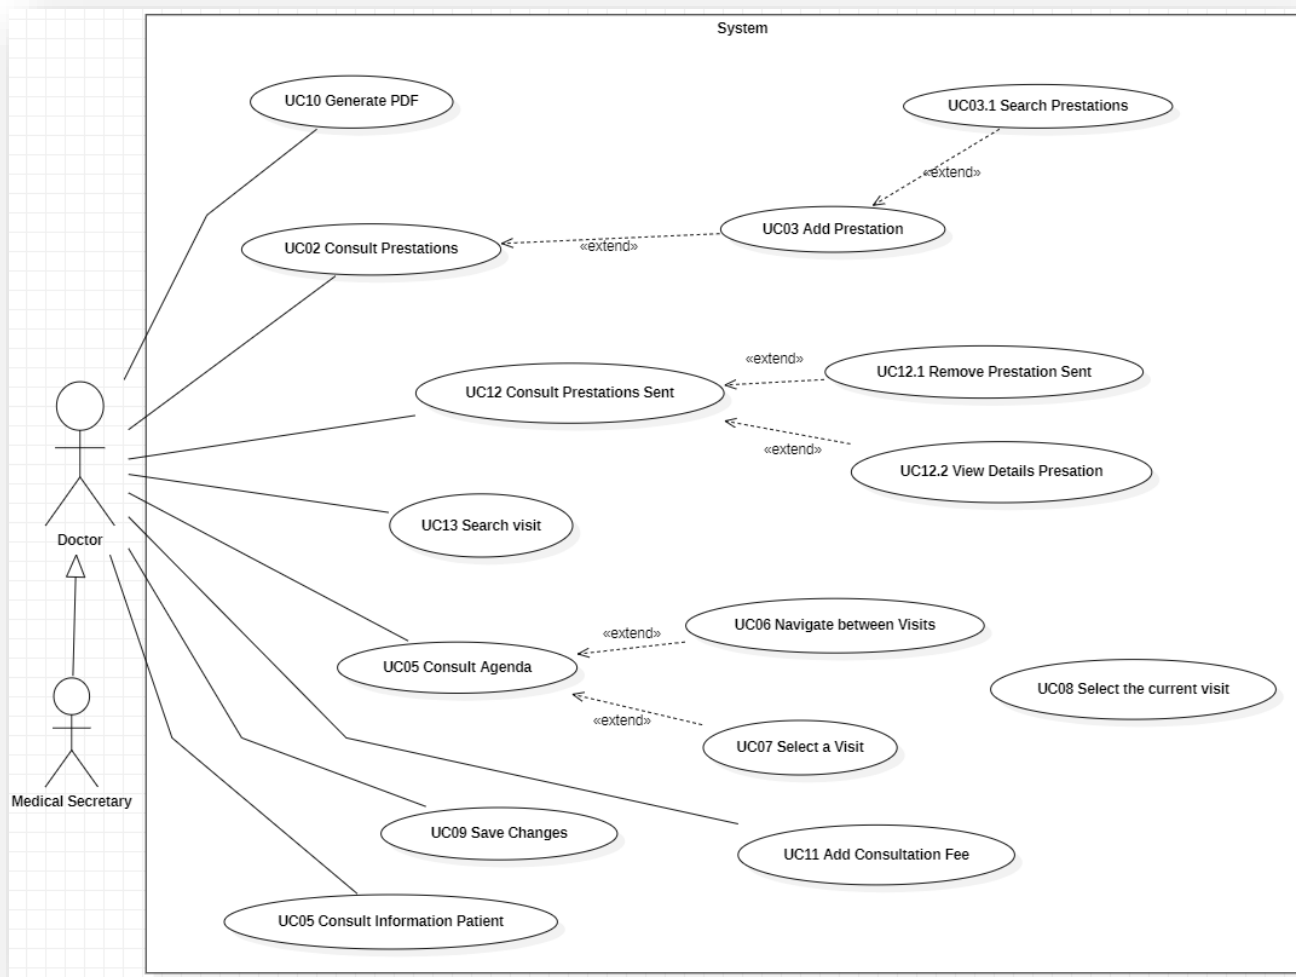 System
UC10 Generate PDF
UC03.1 Search Prestations
«extend»
UC03 Add Prestation
UC02 Consult Prestations
«extend»
«extend»
UC12.1 Remove Prestation Sent
UC12 Consult Prestations Sent
«extend»
UC12.2 View Details Presation
UC13 Search visit
Doctor
UC06 Navigate between Visits
«extend»
UC05 Consult Agenda
UC08 Select the current visit
«extend»
UC07 Select a Visit
Medical Secretary
UC09 Save Changes
UC11 Add Consultation Fee
UC05 Consult Information Patient